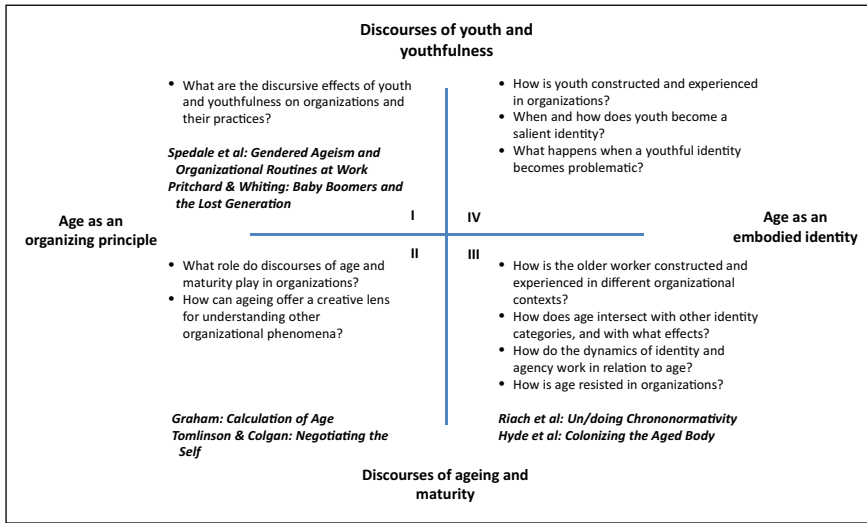 Discourses of youth and
youthfulness
• What are the discursive effects of youth
and youthfulness on organizations and
their practices?
Spedale et al: Gendered Ageism and
Organizational Routines at Work
Pritchard & Whiting: Baby Boomers and
the Lost Generation
• How is youth constructed and experienced
in organizations?
• When and how does youth become a
salient identity?
• What happens when a youthful identity
becomes problematic?
I
IV
Age as an
organizing principle
Age as an
embodied identity
II
III
• What role do discourses of age and
maturity play in organizations?
• How can ageing offer a creative lens
for understanding other
organizational phenomena?
Graham: Calculation of Age
Tomlinson & Colgan: Negotiating the
Self
• How is the older worker constructed and
experienced in different organizational
contexts?
• How does age intersect with other identity
categories, and with what effects?
• How do the dynamics of identity and
agency work in relation to age?
• How is age resisted in organizations?
Riach et al: Un/doing Chrononormativity
Hyde et al: Colonizing the Aged Body
Discourses of ageing and
maturity